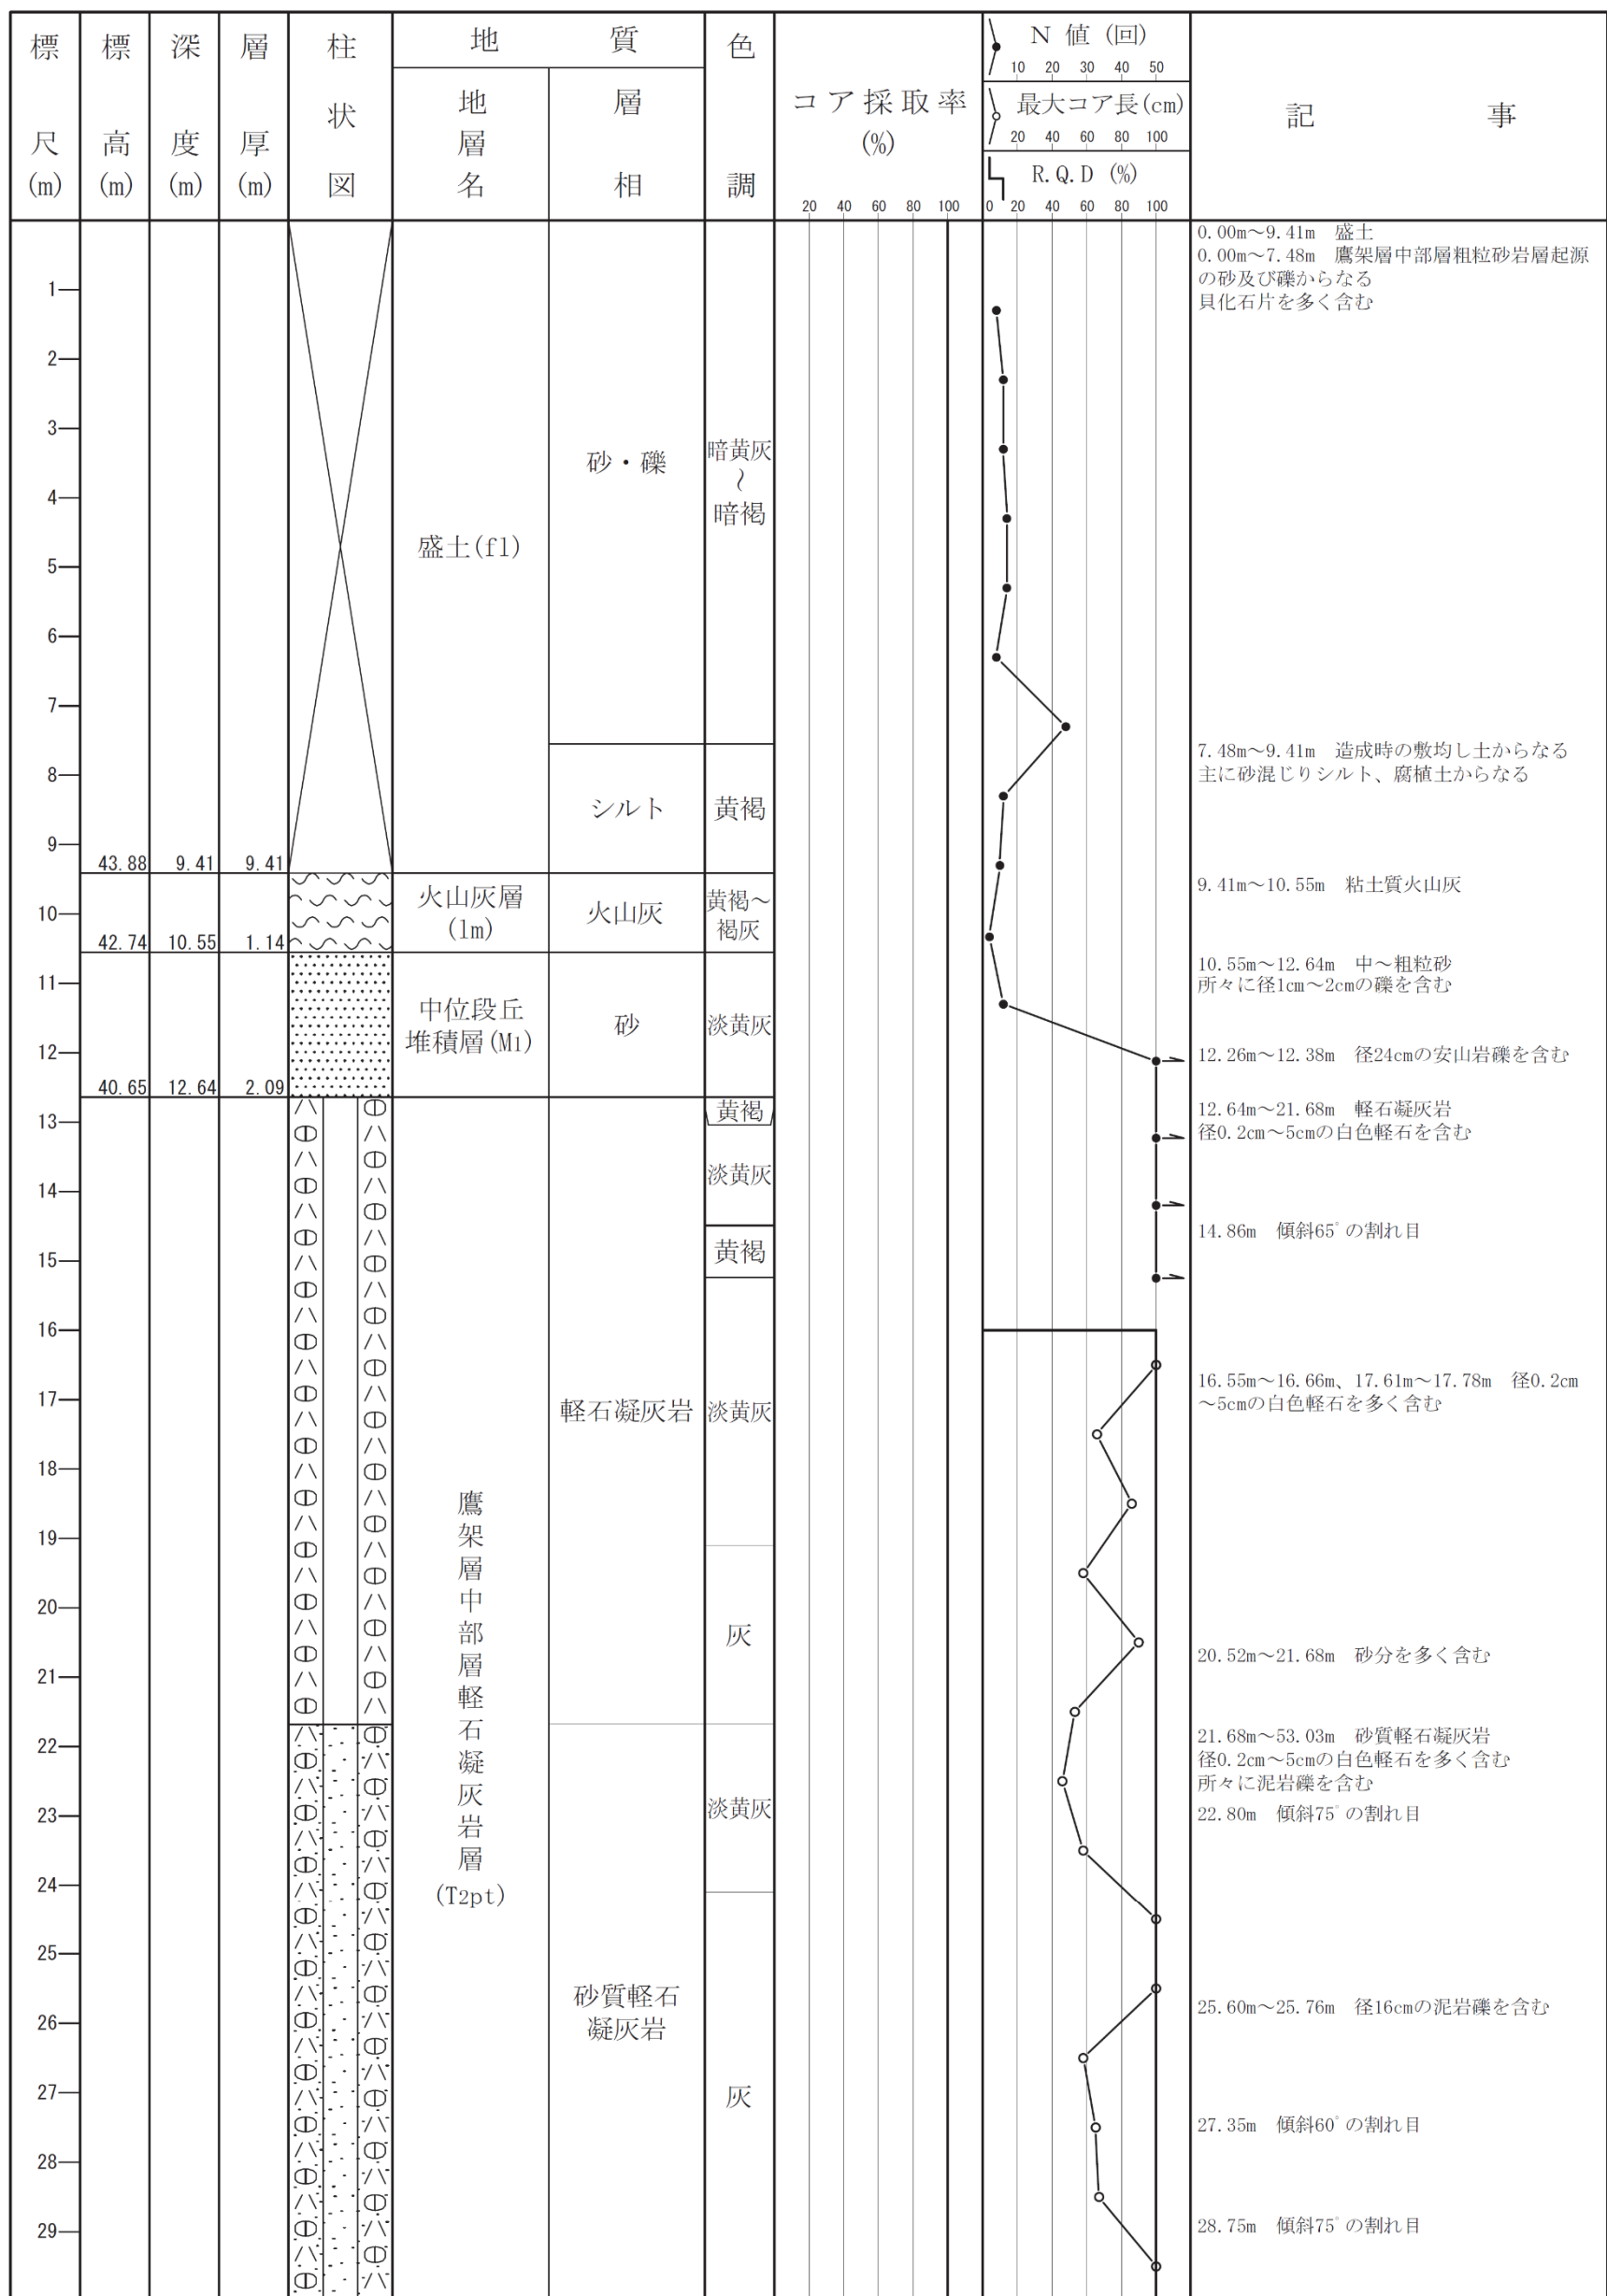 標尺(m)
標高(m)
深度(m)
層厚(m)
柱状図
地質
地層名
層相
色調
コア採取率
(%)
20 40 60 80 100
N 値 (回)
10 20 30 40 50
最大コア長(cm)
20 40 60 80 100
R.Q.D (%)
0 20 40 60 80 100
記事
1
2
3
4
5
6
7
8
9
10
11
12
13
14
15
16
17
18
19
20
21
22
23
24
25
26
27
28
29
43.88 9.41 9.41
42.74 10.55 1.14
40.65 12.64 2.09
盛土(fl)
火山灰層
(lm)
中位段丘
堆積層(M1)
鷹架層中部層軽石凝灰岩層
(T2pt)
砂・礫
シルト
火山灰
砂
軽石凝灰岩
砂質軽石
凝灰岩
暗黄灰
~
暗褐
黄褐
黄褐~
褐灰
淡黄灰
黄褐
淡黄灰
黄褐
淡黄灰
灰
淡黄灰
灰
0.00m~9.41m 盛土
0.00m~7.48m 鷹架層中部層粗粒砂岩層起源
の砂及び礫からなる
貝化石片を多く含む
7.48m~9.41m 造成時の敷均し土からなる
主に砂混じりシルト、腐植土からなる
9.41m~10.55m 粘土質火山灰
10.55m~12.64m 中~粗粒砂
所々に径1cm~2cmの礫を含む
12.26m~12.38m 径24cmの安山岩礫を含む
12.64m~21.68m 軽石凝灰岩
径0.2cm~5cmの白色軽石を含む
14.86m 傾斜65°の割れ目
16.55m~16.66m、17.61m~17.78m 径0.2cm
~5cmの白色軽石を多く含む
20.52m~21.68m 砂分を多く含む
21.68m~53.03m 砂質軽石凝灰岩
径0.2cm~5cmの白色軽石を多く含む
所々に泥岩礫を含む
22.80m 傾斜75°の割れ目
25.60m~25.76m 径16cmの泥岩礫を含む
27.35m 傾斜60°の割れ目
28.75m 傾斜75°の割れ目